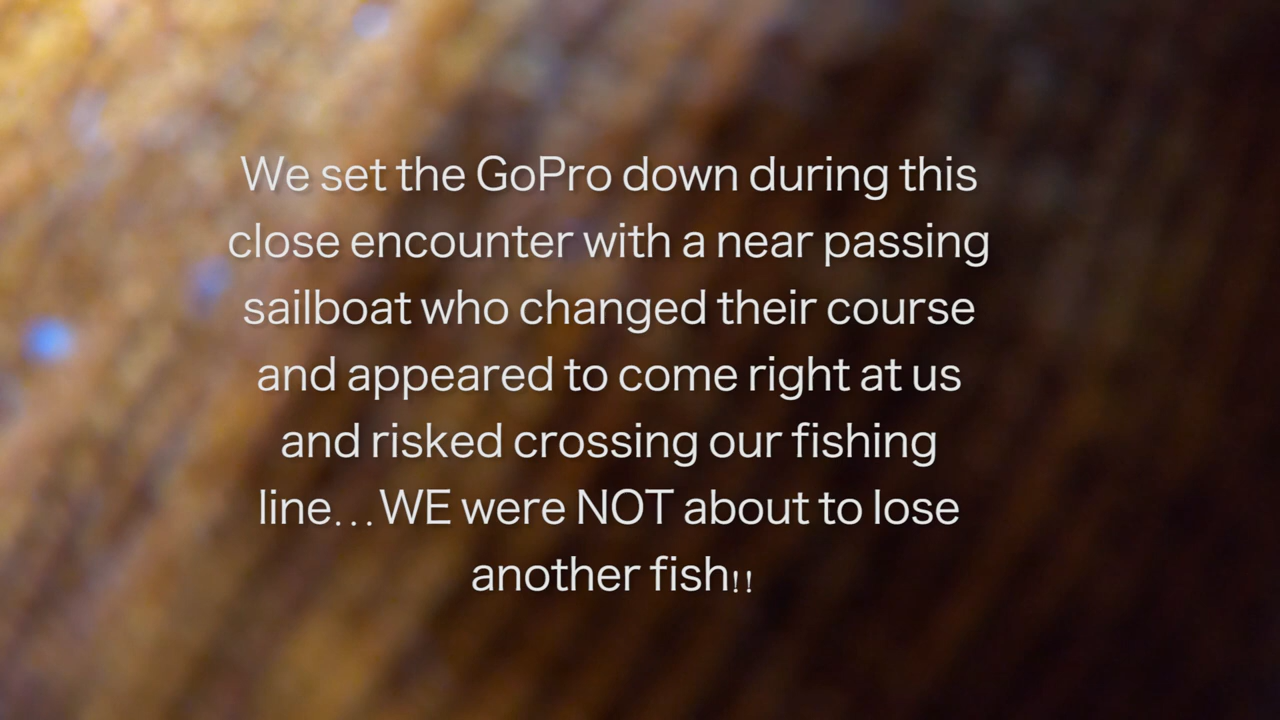 We set the GoPro down during this
close encounter with a near passing
sailboat who changed their course
and appeared to come right at us
and risked crossing our fishing
line...WE were NOT about to lose
another fish!!